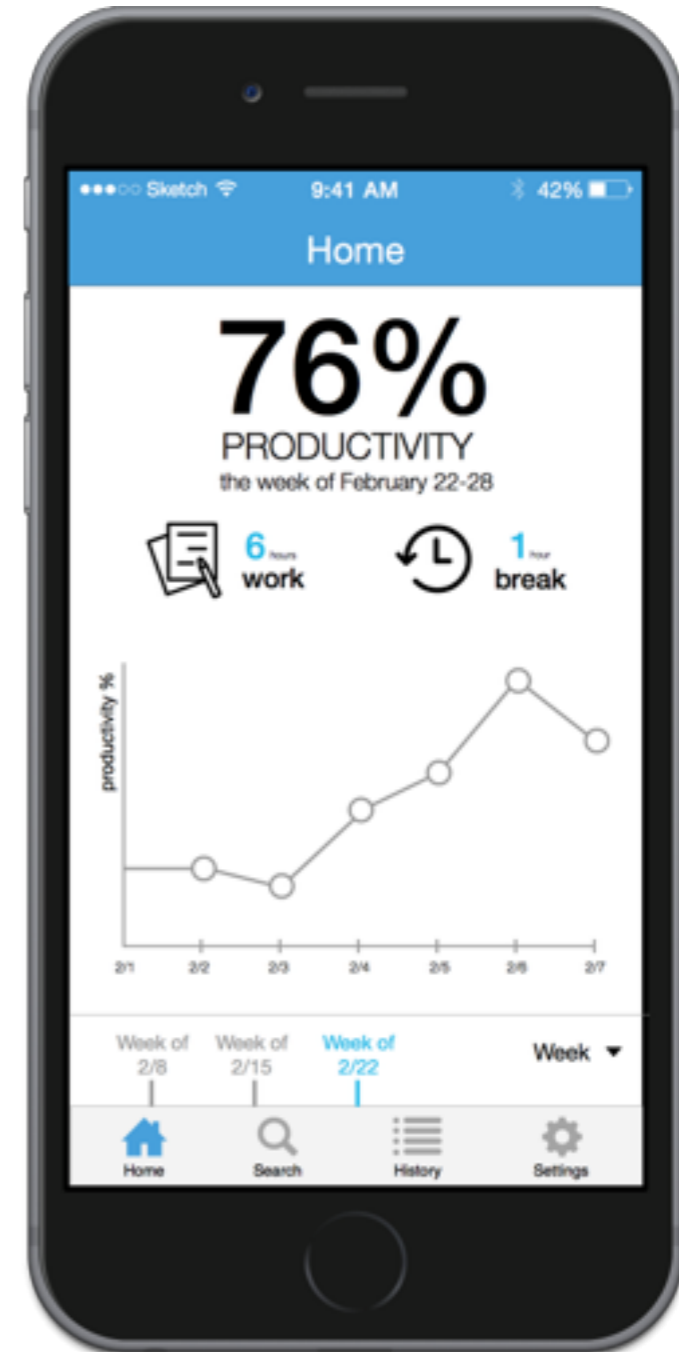 Sketch 9:41 AM 42%
Home
76%
PRODUCTIVITY
the week of February 22-28
6 hours
work
1 hour
break
productivity %
2/1 2/2 2/3 2/4 2/5 2/6 2/7
Week of Week of Week of
2/8 2/15 2/22
Week
Home Search History Settings